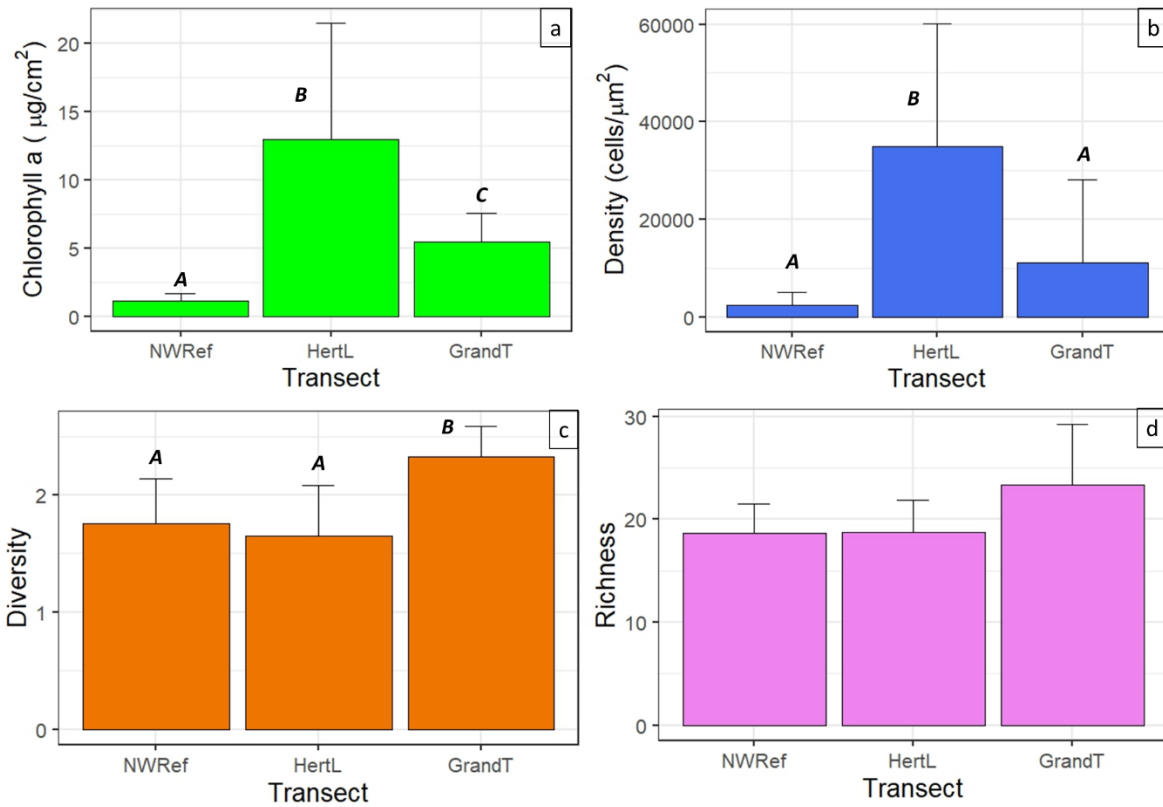 a
Chlorophyll a ( μg/cm²)
20
15
10
5
0
A
B
C
NWRef HertL GrandT
Transect
b
Density (cells/μm²)
60000
40000
20000
0
A
B
A
NWRef HertL GrandT
Transect
c
Diversity
2
1
0
A
A
B
NWRef HertL GrandT
Transect
d
Richness
30
20
10
0
NWRef HertL GrandT
Transect